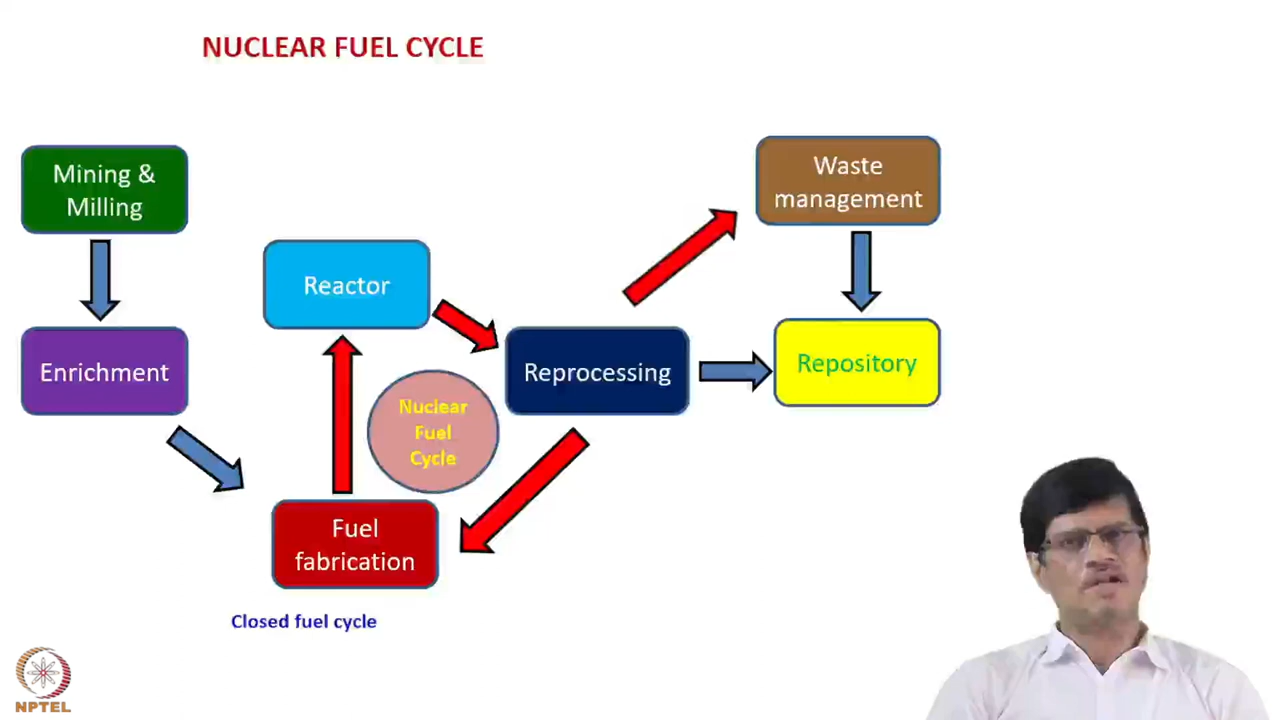 NUCLEAR FUEL CYCLE
Mining &
Milling
Waste
management
Reactor
Enrichment
Reprocessing
Repository
Nuclear
Fuel
Cycle
Fuel
fabrication
Closed fuel cycle
NPTEL